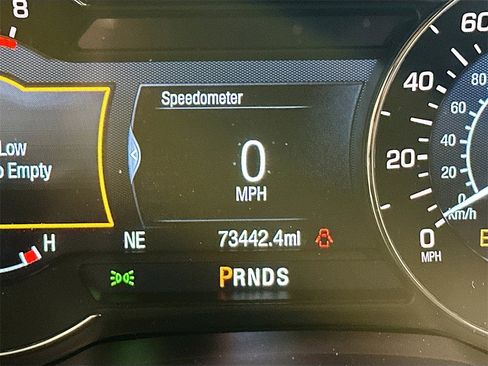 8
Low
o Empty
H
Speedometer
0
MPH
NE
73442.4mi
PRNDS
60
40
20
0
MPH
80
60
40
20
0
km/h
E